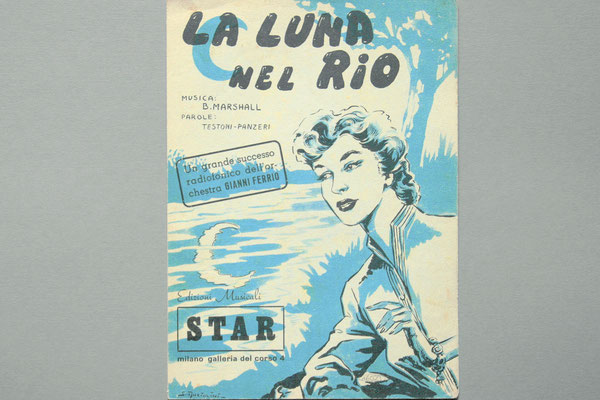 LA LUNA
NEL RIO
MUSICA:
B. MARSHALL
PAROLE:
TESTONI-PANZERI
Un grande successo
radiofonico dell'or-
chestra GIANNI FERRIO
Edizioni Musicali
STAR
milano galleria del corso 4